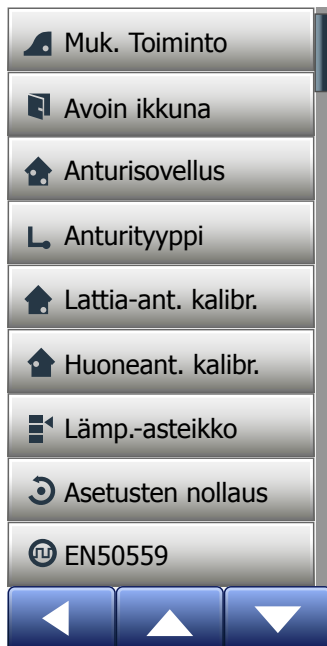 Muk. Toiminto
Avoin ikkuna
Anturisovellus
Anturityyppi
Lattia-ant. kalibr.
Huoneant. kalibr.
Lämp.-asteikko
Asetusten nollaus
EN50559